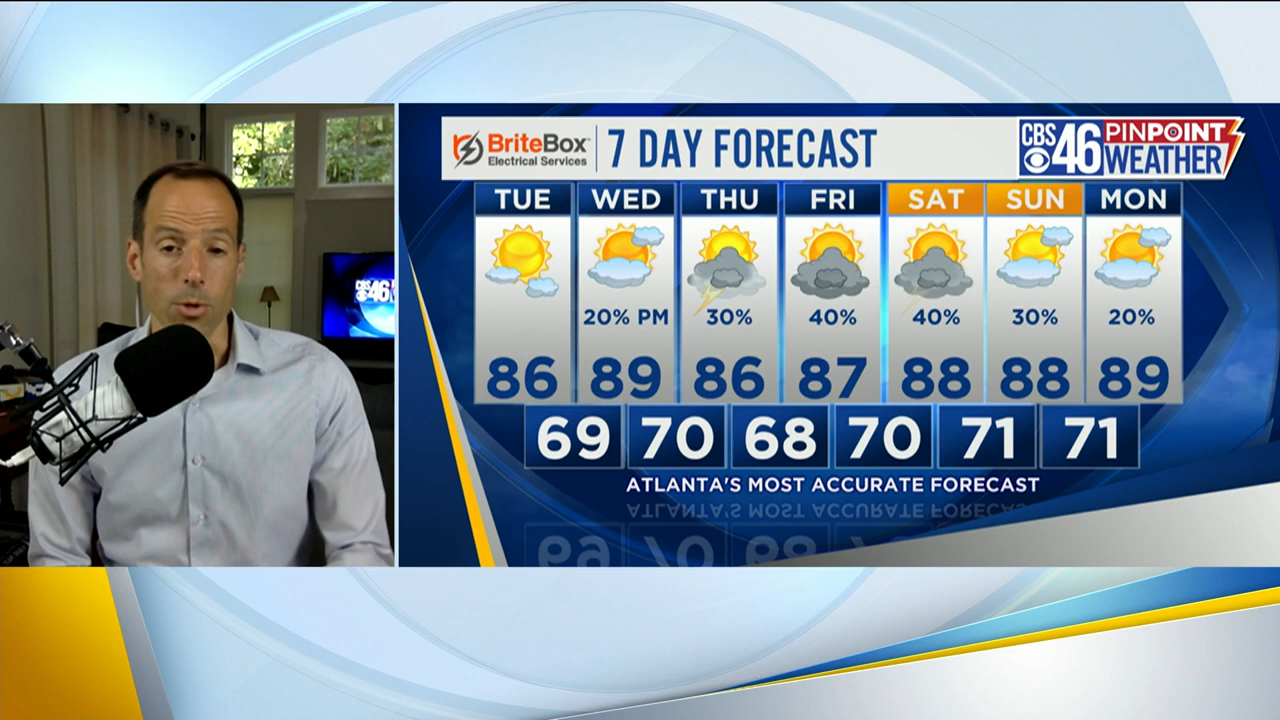 BriteBox
Electrical Services
7 DAY FORECAST
CBS 46 PINPOINT WEATHER
TUE WED THU FRI SAT SUN MON
20% PM 30% 40% 40% 30% 20%
86 89 86 87 88 88 89
69 70 68 70 71 71
ATLANTA'S MOST ACCURATE FORECAST
CBS 46